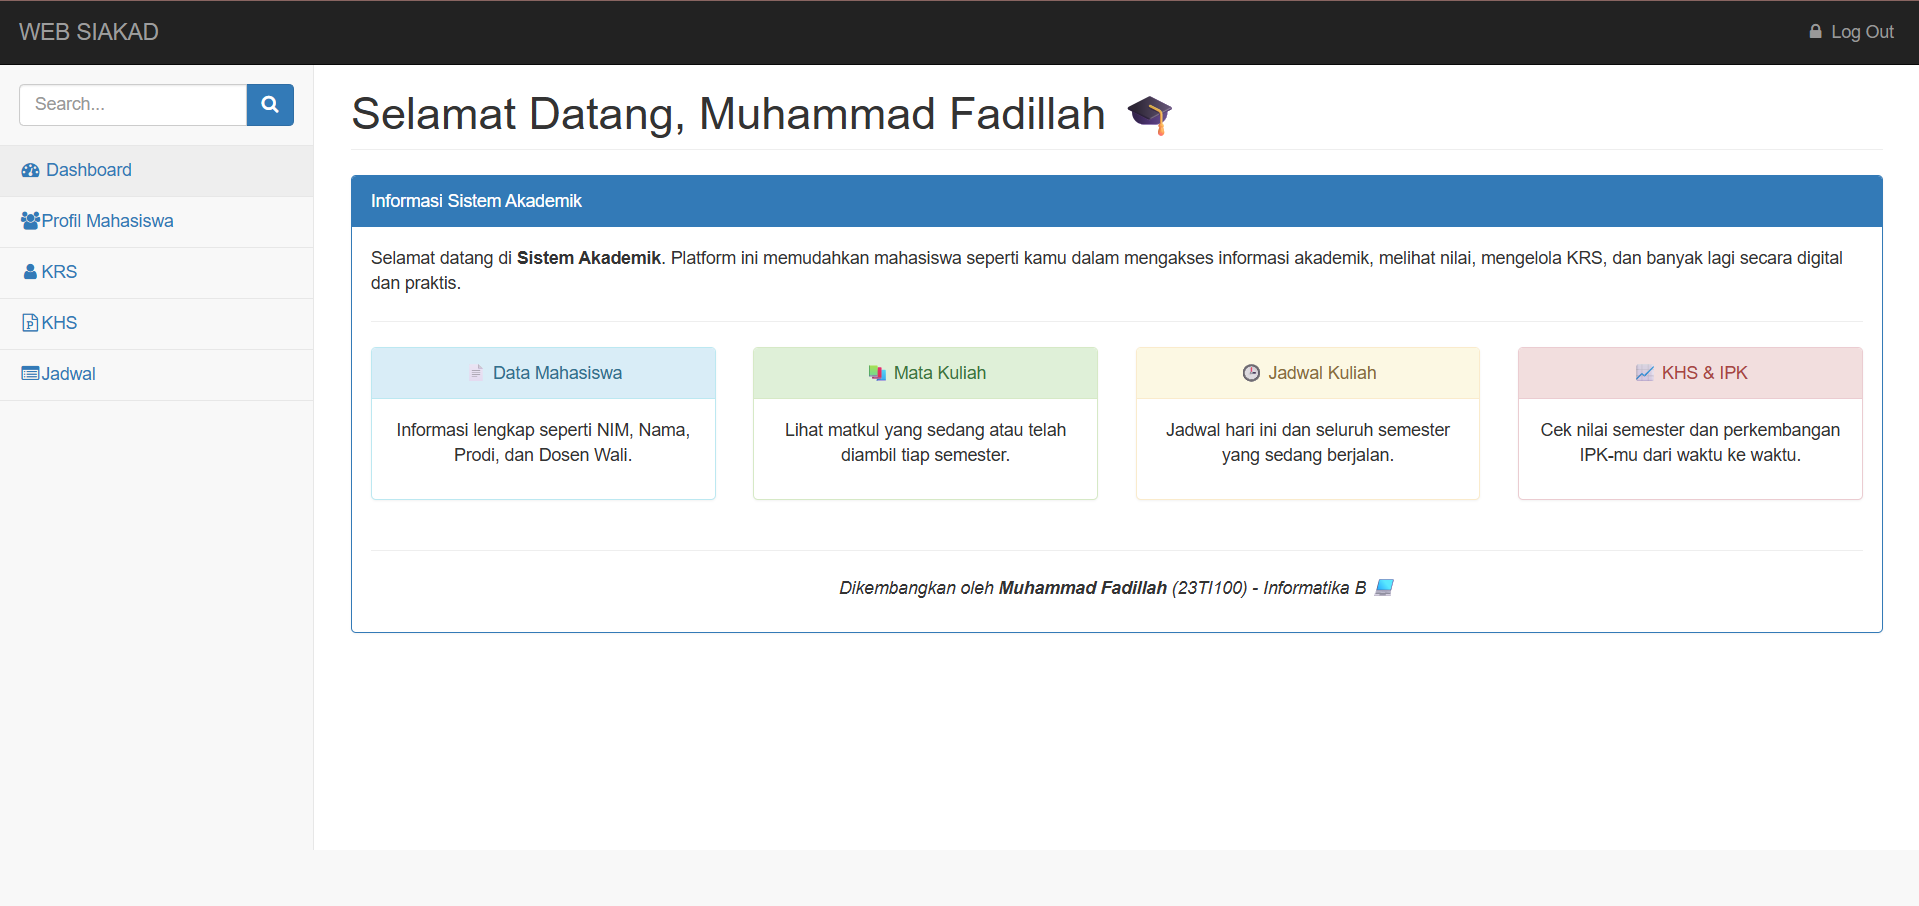 WEB SIAKAD
Log Out
Search...
Dashboard
Profil Mahasiswa
KRS
KHS
Jadwal
Selamat Datang, Muhammad Fadillah 🎓
Informasi Sistem Akademik
Selamat datang di Sistem Akademik. Platform ini memudahkan mahasiswa seperti kamu dalam mengakses informasi akademik, melihat nilai, mengelola KRS, dan banyak lagi secara digital
dan praktis.
Data Mahasiswa
Informasi lengkap seperti NIM, Nama,
Prodi, dan Dosen Wali.
Mata Kuliah
Lihat matkul yang sedang atau telah
diambil tiap semester.
Jadwal Kuliah
Jadwal hari ini dan seluruh semester
yang sedang berjalan.
KHS & IPK
Cek nilai semester dan perkembangan
IPK-mu dari waktu ke waktu.
Dikembangkan oleh Muhammad Fadillah (23TI100) - Informatika B 💻